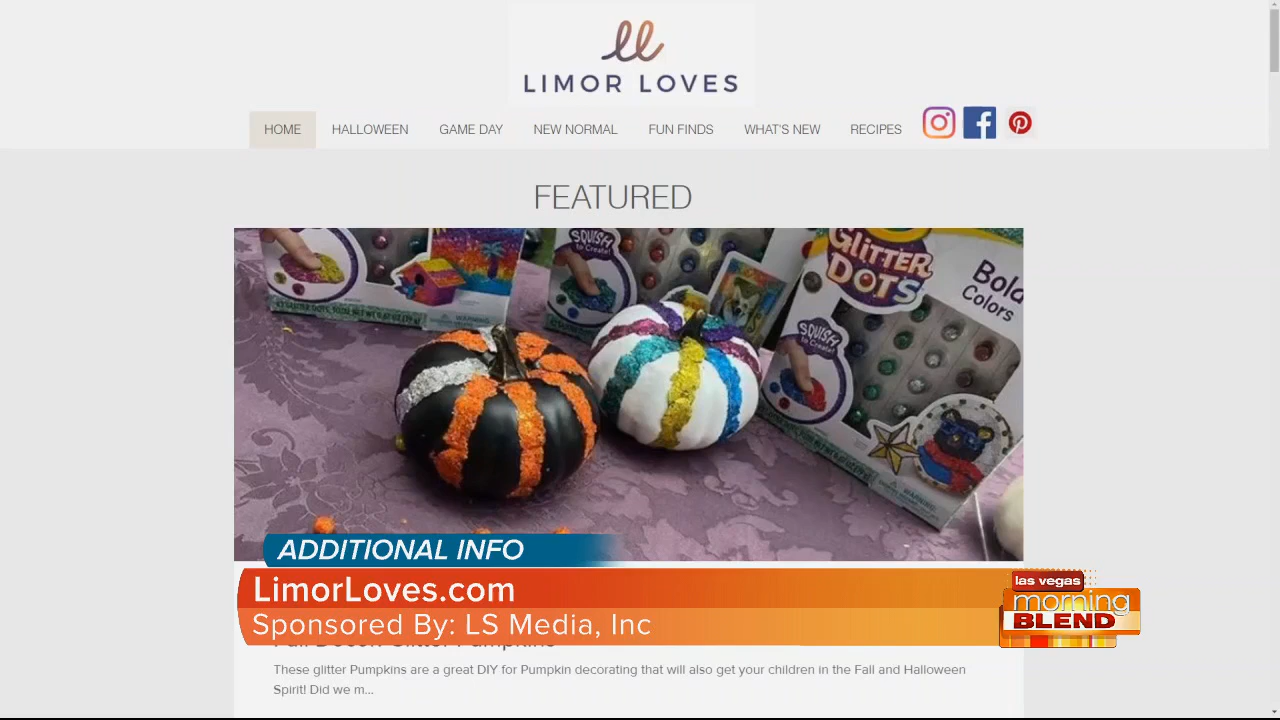 ll
LIMOR LOVES
HOME HALLOWEEN GAME DAY NEW NORMAL FUN FINDS WHAT'S NEW RECIPES
FEATURED
SQUISH
to Create!
GLITTER
DOTS
Bold
Colors
SQUISH
to Create!
WARNING
ADDITIONAL INFO
LimorLoves.com
Sponsored By: LS Media, Inc
las vegas
morning
BLEND
These glitter Pumpkins are a great DIY for Pumpkin decorating that will also get your children in the Fall and Halloween
Spirit! Did we m...